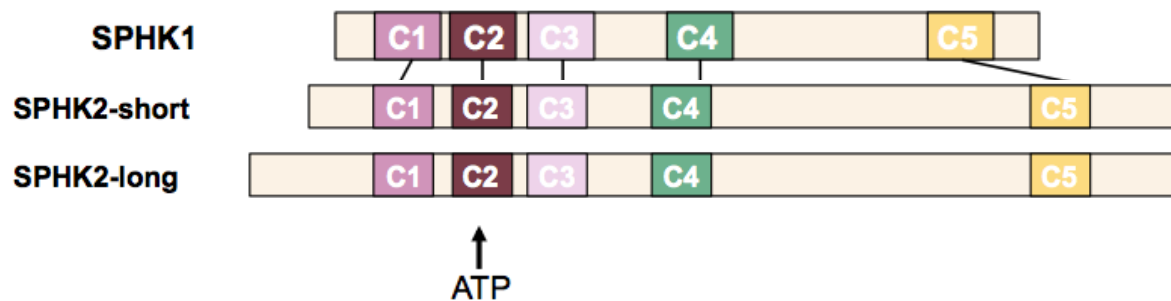 SPHK1 C1 C2 C3 C4 C5
SPHK2-short C1 C2 C3 C4 C5
SPHK2-long C1 C2 C3 C4 C5
ATP